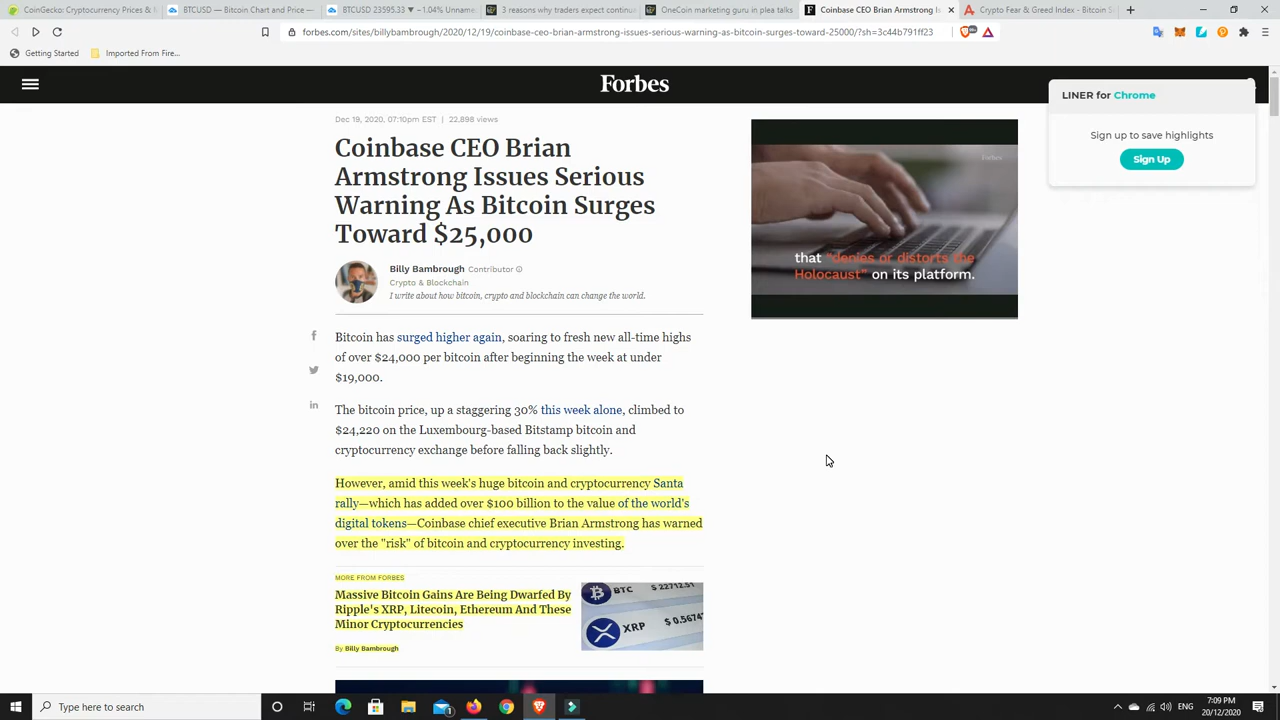 CoinGecko: Cryptocurrency Prices &
BTCUSD — Bitcoin Chart and Price —
BTCUSD 23595.33 ▼ −1.04% Unname
3 reasons why traders expect continu
OneCoin marketing guru in plea talks
Coinbase CEO Brian Armstrong Is
Crypto Fear & Greed Index - Bitcoin S
forbes.com/sites/billybambrough/2020/12/19/coinbase-ceo-brian-armstrong-issues-serious-warning-as-bitcoin-surges-toward-25000/?sh=3c44b791ff23
Getting Started
Imported From Fire...
Forbes
LINER for Chrome
Sign up to save highlights
Sign Up
Dec 19, 2020, 07:10pm EST | 22,898 views
Coinbase CEO Brian
Armstrong Issues Serious
Warning As Bitcoin Surges
Toward $25,000
Billy Bambrough Contributor
Crypto & Blockchain
I write about how bitcoin, crypto and blockchain can change the world.
Forbes
that "denies or distorts the
Holocaust" on its platform.
Bitcoin has surged higher again, soaring to fresh new all-time highs
of over $24,000 per bitcoin after beginning the week at under
$19,000.
The bitcoin price, up a staggering 30% this week alone, climbed to
$24,220 on the Luxembourg-based Bitstamp bitcoin and
cryptocurrency exchange before falling back slightly.
However, amid this week's huge bitcoin and cryptocurrency Santa
rally—which has added over $100 billion to the value of the world's
digital tokens—Coinbase chief executive Brian Armstrong has warned
over the "risk" of bitcoin and cryptocurrency investing.
MORE FROM FORBES
Massive Bitcoin Gains Are Being Dwarfed By
Ripple's XRP, Litecoin, Ethereum And These
Minor Cryptocurrencies
By Billy Bambrough
BTC $ 22712.51
XRP $ 0.5674
Type here to search
ENG
7:09 PM
20/12/2020